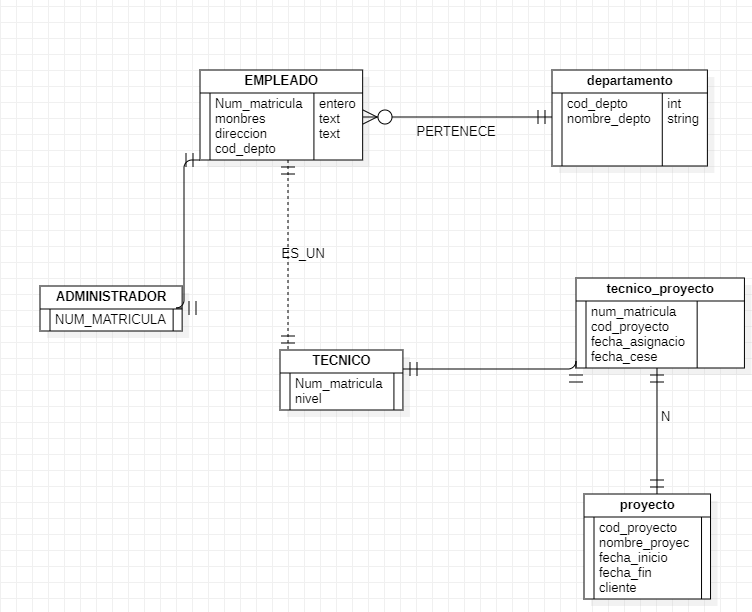 EMPLEADO
Num_matricula entero
monbres text
direccion text
cod_depto
PERTENECE
departamento
cod_depto int
nombre_depto string
ES_UN
ADMINISTRADOR
NUM_MATRICULA
TECNICO
Num_matricula
nivel
tecnico_proyecto
num_matricula
cod_proyecto
fecha_asignacio
fecha_cese
N
proyecto
cod_proyecto
nombre_proyec
fecha_inicio
fecha_fin
cliente